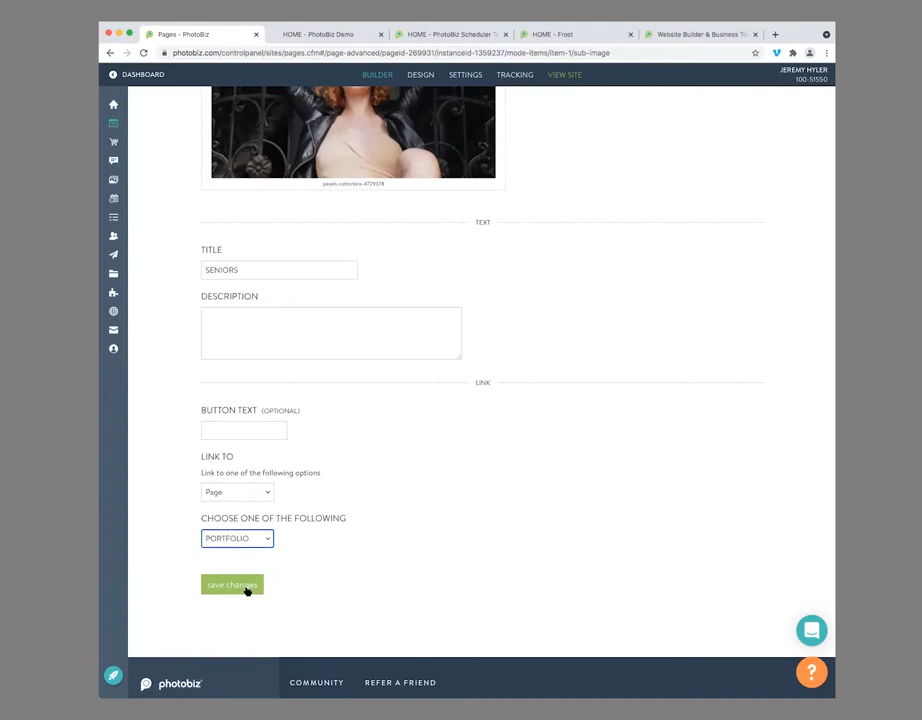 Pages - PhotoBiz
HOME - PhotoBiz Demo
HOME - PhotoBiz Scheduler T
HOME - Frost
Website Builder & Business To
photobiz.com/controlpanel/sites/pages.cfm#/page-advanced/pageId-269931/instanceId-1359237/mode-items/item-1/sub-image
DASHBOARD
BUILDER
DESIGN
SETTINGS
TRACKING
VIEW SITE
JEREMY HYLER
100-51550
pexels-cottonbro-4729378
TEXT
TITLE
SENIORS
DESCRIPTION
LINK
BUTTON TEXT (OPTIONAL)
LINK TO
Link to one of the following options
Page
CHOOSE ONE OF THE FOLLOWING
PORTFOLIO
save changes
photobiz
COMMUNITY
REFER A FRIEND
?